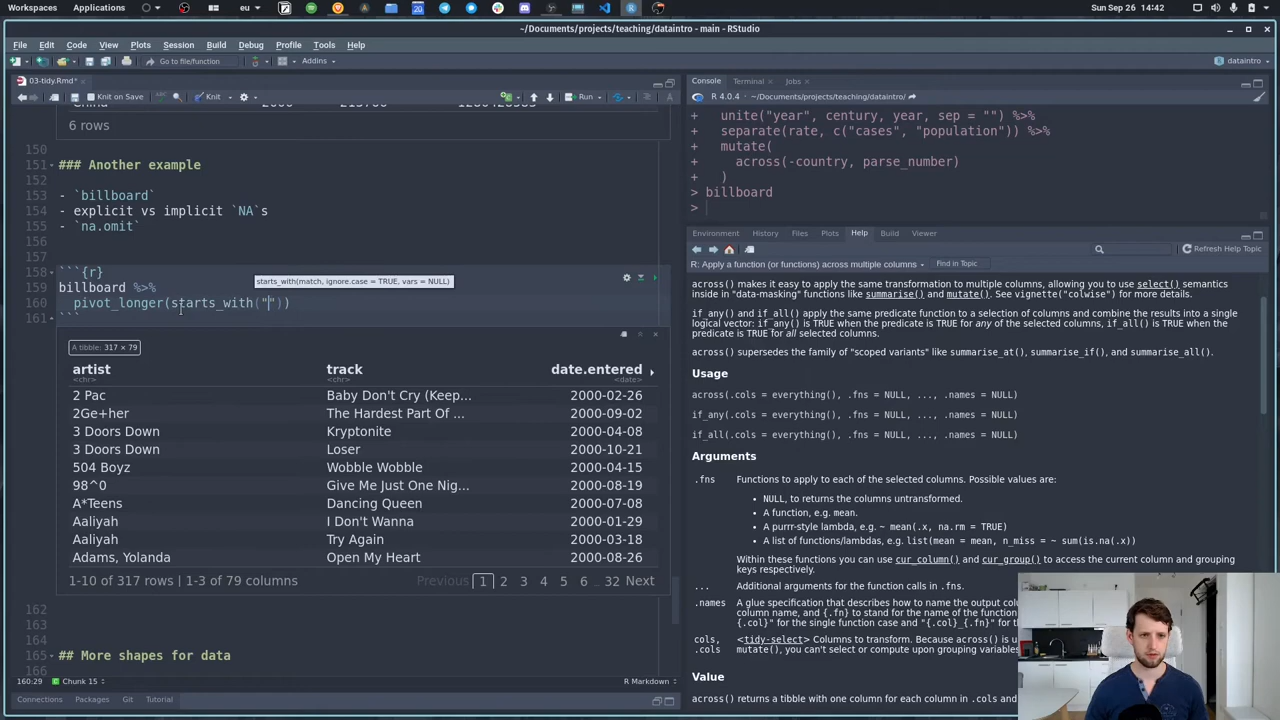 Workspaces
Applications
Sun Sep 26
14:42
~/Documents/projects/teaching/dataintro - main - RStudio
File Edit Code View Plots Session Build Debug Profile Tools Help
Go to file/function
Addins
dataintro
03-tidy.Rmd*
Knit on Save
Knit
Run
6 rows
150
151 ### Another example
152
153 - `billboard`
154 - explicit vs implicit `NA`s
155 - `na.omit`
156
157
158 ```{r}
starts_with(match, ignore.case = TRUE, vars = NULL)
159 billboard %>%
160 pivot_longer(starts_with(""))
161 ```
A tibble: 317 × 79
artist track date.entered
<chr> <chr> <date>
2 Pac Baby Don't Cry (Keep... 2000-02-26
2Ge+her The Hardest Part Of ... 2000-09-02
3 Doors Down Kryptonite 2000-04-08
3 Doors Down Loser 2000-10-21
504 Boyz Wobble Wobble 2000-04-15
98^0 Give Me Just One Nig... 2000-08-19
A*Teens Dancing Queen 2000-07-08
Aaliyah I Don't Wanna 2000-01-29
Aaliyah Try Again 2000-03-18
Adams, Yolanda Open My Heart 2000-08-26
1-10 of 317 rows | 1-3 of 79 columns
Previous 1 2 3 4 5 6 ... 32 Next
162
163
164
165 ## More shapes for data
166
160:29 Chunk 15 R Markdown
Connections Packages Git Tutorial
Console Terminal Jobs
R 4.0.4 · ~/Documents/projects/teaching/dataintro/
+ unite("year", century, year, sep = "") %>%
+ separate(rate, c("cases", "population")) %>%
+ mutate(
+ across(-country, parse_number)
+ )
> billboard
>
Environment History Files Plots Help Build Viewer
Refresh Help Topic
R: Apply a function (or functions) across multiple columns
Find in Topic
across() makes it easy to apply the same transformation to multiple columns, allowing you to use select() semantics
inside in "data-masking" functions like summarise() and mutate(). See vignette("colwise") for more details.
if_any() and if_all() apply the same predicate function to a selection of columns and combine the results into a single
logical vector: if_any() is TRUE when the predicate is TRUE for any of the selected columns, if_all() is TRUE when the
predicate is TRUE for all selected columns.
across() supersedes the family of "scoped variants" like summarise_at(), summarise_if(), and summarise_all().
Usage
across(.cols = everything(), .fns = NULL, ..., .names = NULL)
if_any(.cols = everything(), .fns = NULL, ..., .names = NULL)
if_all(.cols = everything(), .fns = NULL, ..., .names = NULL)
Arguments
.fns Functions to apply to each of the selected columns. Possible values are:
• NULL, to returns the columns untransformed.
• A function, e.g. mean.
• A purrr-style lambda, e.g. ~ mean(.x, na.rm = TRUE)
• A list of functions/lambdas, e.g. list(mean = mean, n_miss = ~ sum(is.na(.x))
Within these functions you can use cur_column() and cur_group() to access the current column and grouping
keys respectively.
... Additional arguments for the function calls in .fns.
.names A glue specification that describes how to name the output
column name, and {.fn} to stand for the name of the function
"{.col}" for the single function case and "{.col}_{.fn}" for the
cols, <tidy-select> Columns to transform. Because across() is
.cols mutate(), you can't select or compute upon grouping variables
Value
across() returns a tibble with one column for each column in .cols and